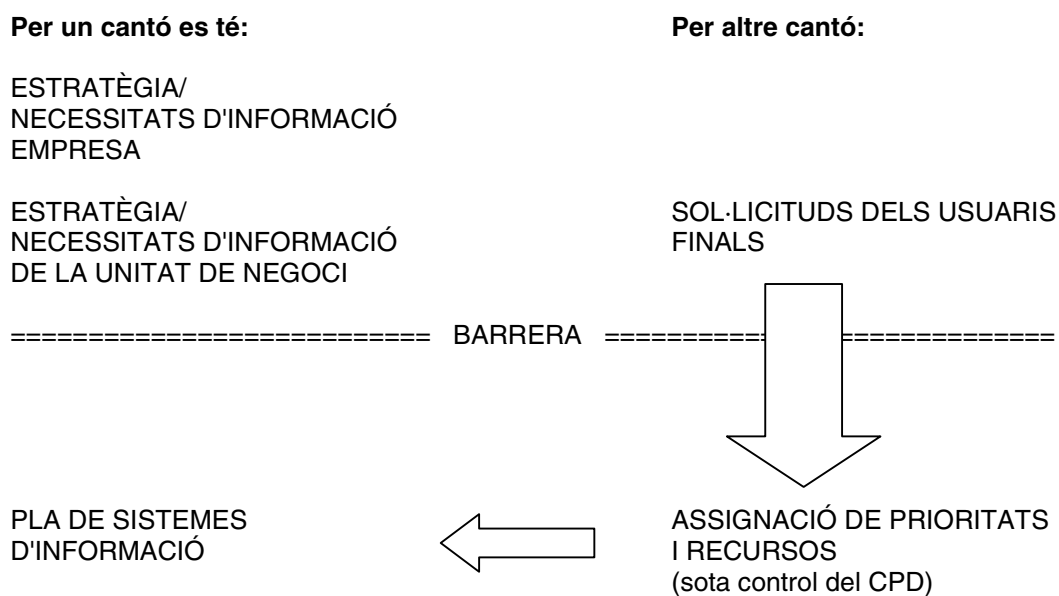 Per un cantó es té:
Per altre cantó:
ESTRATÈGIA/
NECESSITATS D'INFORMACIÓ
EMPRESA
ESTRATÈGIA/
NECESSITATS D'INFORMACIÓ
DE LA UNITAT DE NEGOCI
SOL·LICITUDS DELS USUARIS
FINALS
=========================== BARRERA =============================
PLA DE SISTEMES
D'INFORMACIÓ
ASSIGNACIÓ DE PRIORITATS
I RECURSOS
(sota control del CPD)